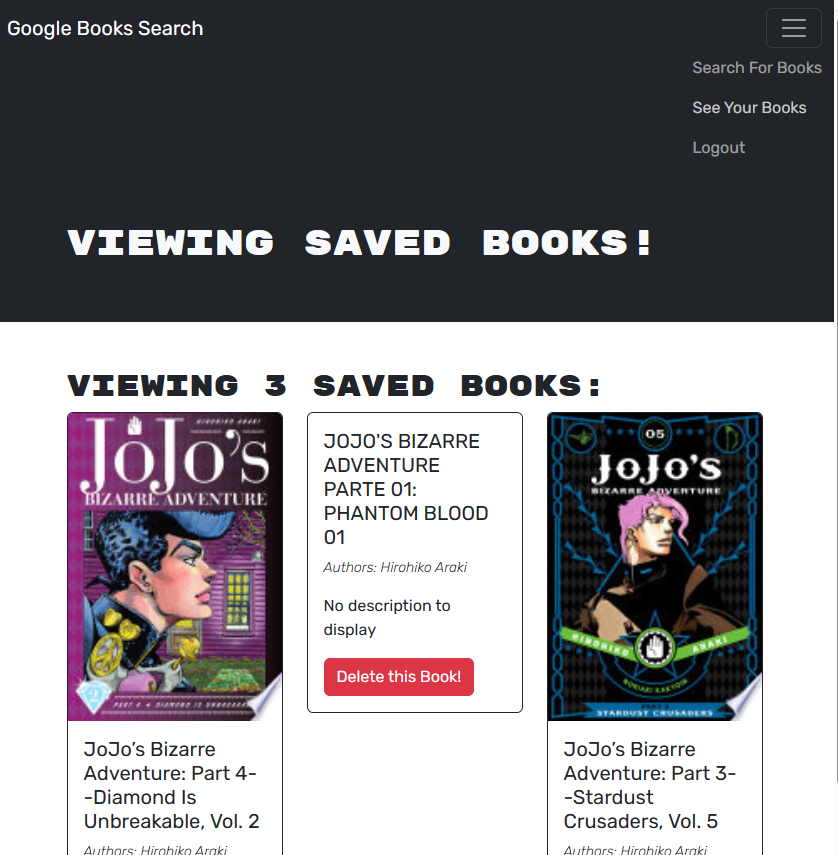 Google Books Search
Search For Books
See Your Books
Logout
VIEWING SAVED BOOKS!
VIEWING 3 SAVED BOOKS:
HIROHIKO ARAKI
JoJo's
BIZARRE ADVENTURE
2
PART 4 DIAMOND IS UNBREAKABLE
JoJo's Bizarre
Adventure: Part 4-
-Diamond Is
Unbreakable, Vol. 2
Authors: Hirohiko Araki
JOJO'S BIZARRE
ADVENTURE
PARTE 01:
PHANTOM BLOOD
01
Authors: Hirohiko Araki
No description to
display
Delete this Book!
05
JoJo's
BIZARRE ADVENTURE
HIROHIKO ARAKI
NORIAKI KAKYOIN
PART 3
STARDUST CRUSADERS
JoJo's Bizarre
Adventure: Part 3-
-Stardust
Crusaders, Vol. 5
Authors: Hirohiko Araki